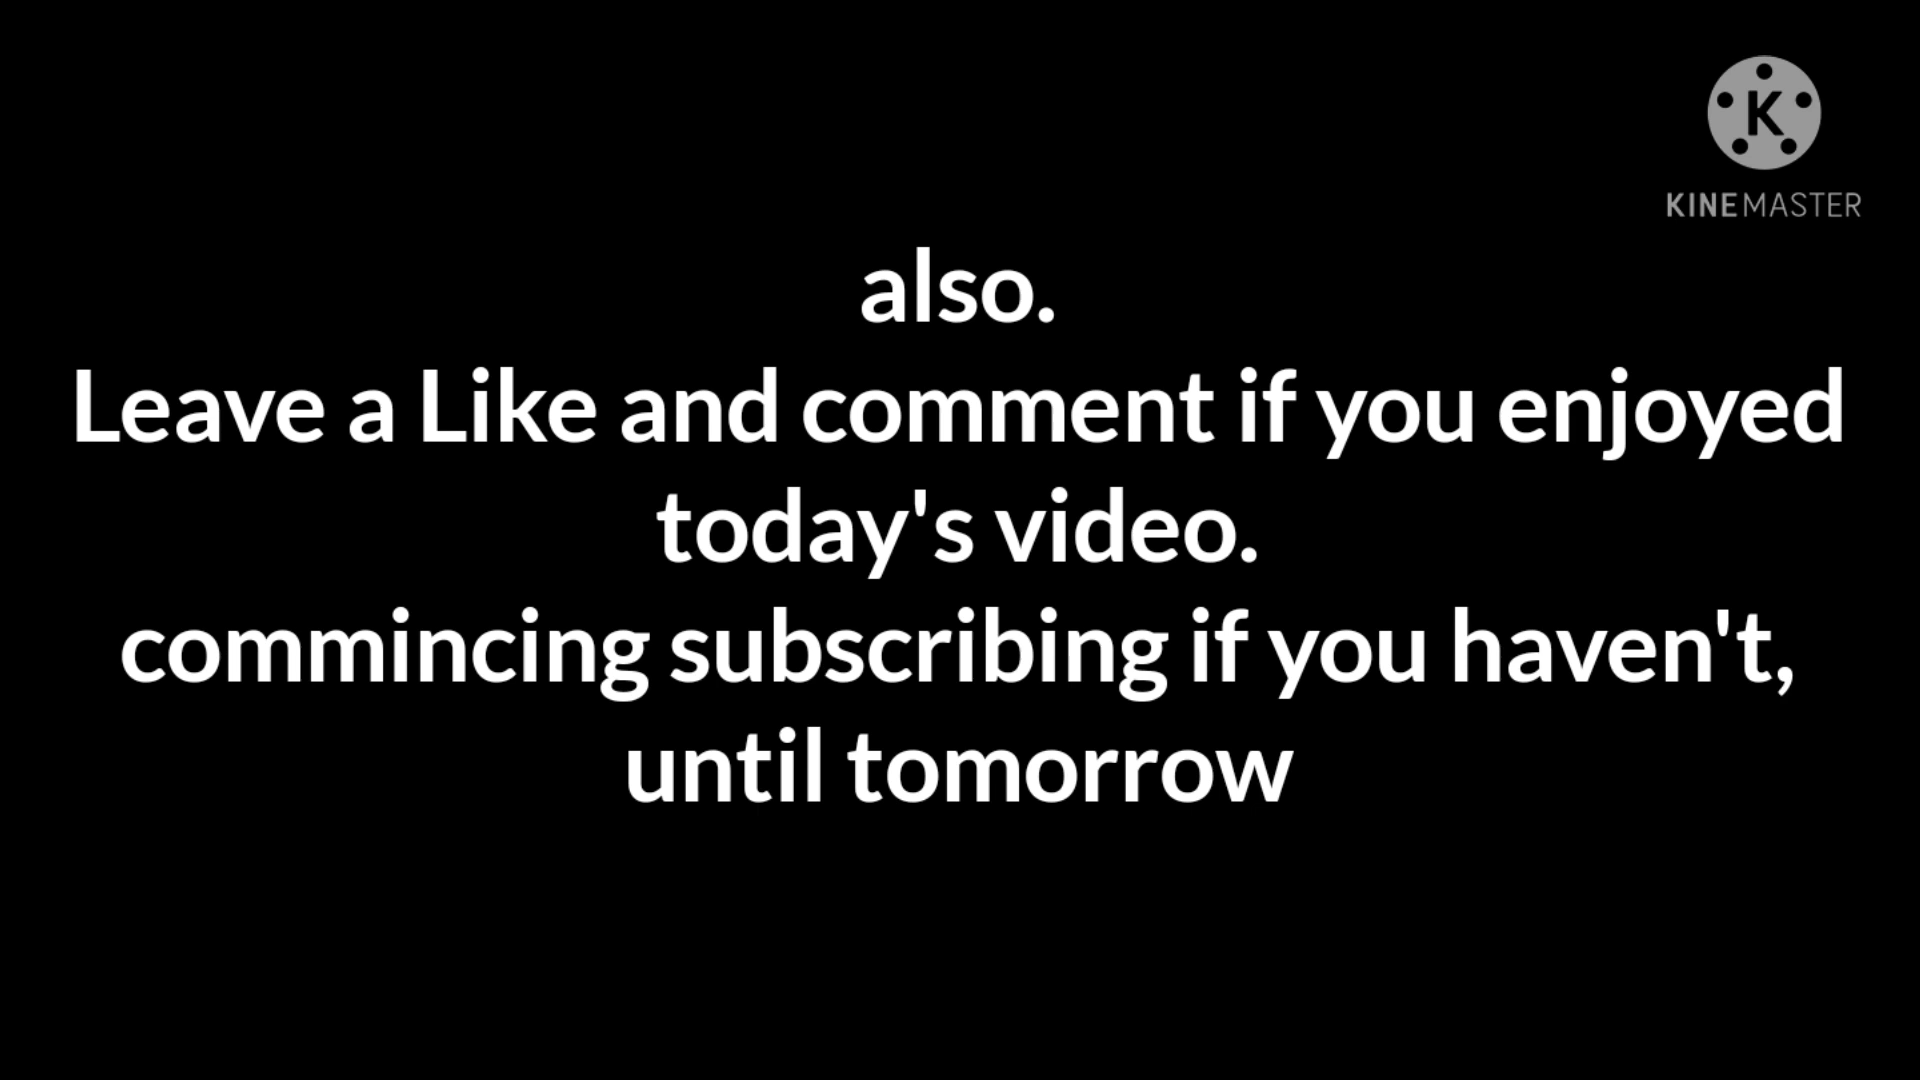 K
KINEMASTER
also.
Leave a Like and comment if you enjoyed
today's video.
commincing subscribing if you haven't,
until tomorrow